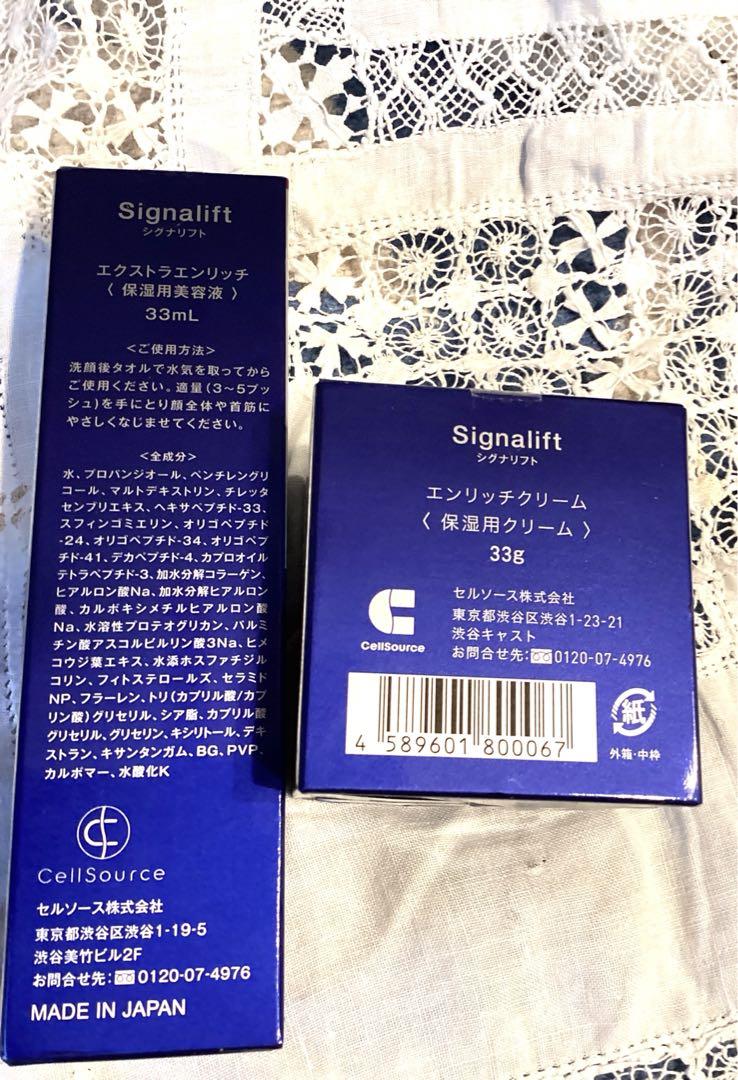 Signalift
シグナリフト
エクストラエンリッチ
〈 保湿用美容液 〉
33mL
＜ご使用方法＞
洗顔後タオルで水気を取ってから
ご使用ください。適量(3〜5プッ
シュ)を手にとり顔全体や首筋に
やさしくなじませてください。
＜全成分＞
水、プロパンジオール、ペンチレングリ
コール、マルトデキストリン、チレッタ
センブリエキス、ヘキサペプチド-33、
スフィンゴミエリン、オリゴペプチド
-24、オリゴペプチド-34、オリゴペプ
チド-41、デカペプチド-4、カプロオイル
テトラペプチド-3、加水分解コラーゲン、
ヒアルロン酸Na、加水分解ヒアルロン
酸、カルボキシメチルヒアルロン酸
Na、水溶性プロテオグリカン、パルミ
チン酸アスコルビルリン酸3Na、ヒメ
コウジ葉エキス、水添ホスファチジル
コリン、フィトステロールズ、セラミド
NP、フラーレン、トリ(カプリル酸/カプ
リン酸)グリセリル、シア脂、カプリル酸
グリセリル、グリセリン、キシリトール、デキ
ストラン、キサンタンガム、BG、PVP、
カルボマー、水酸化K
CellSource
セルソース株式会社
東京都渋谷区渋谷1-19-5
渋谷美竹ビル2F
お問合せ先:0120-07-4976
MADE IN JAPAN
Signalift
シグナリフト
エンリッチクリーム
〈 保湿用クリーム 〉
33g
CellSource
セルソース株式会社
東京都渋谷区渋谷1-23-21
渋谷キャスト
お問合せ先:0120-07-4976
4 589601 800067
紙
外箱・中枠